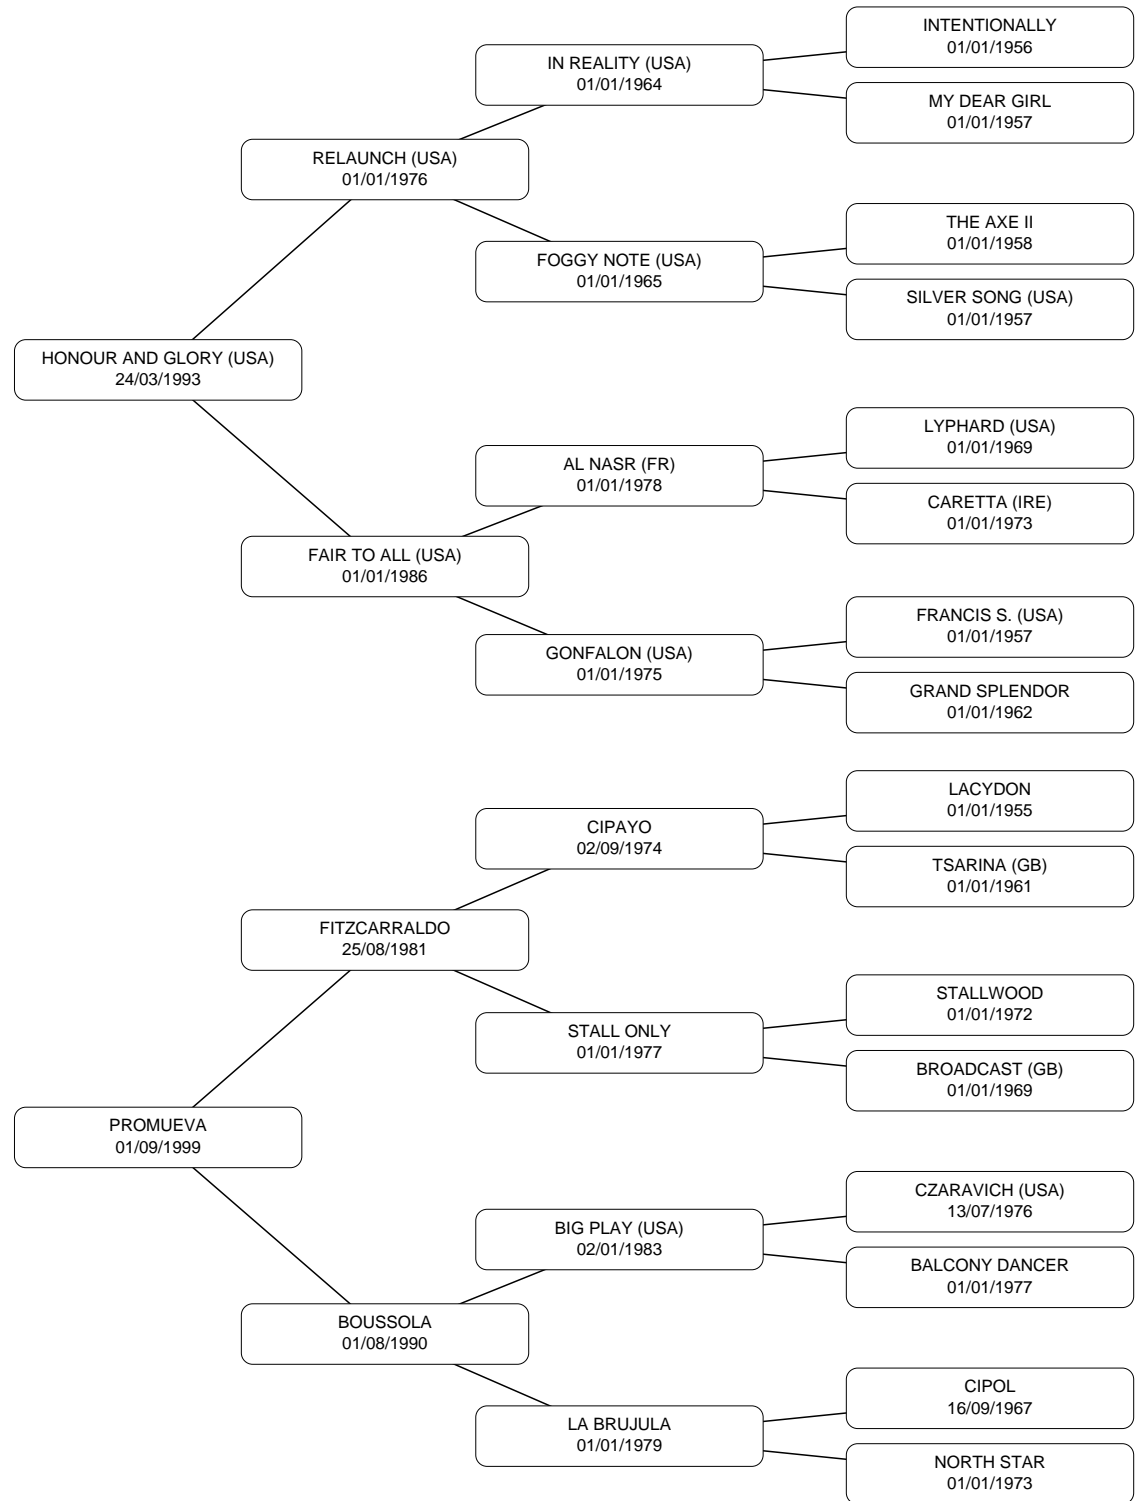 INTENTIONALLY
01/01/1956
IN REALITY (USA)
01/01/1964
MY DEAR GIRL
01/01/1957
RELAUNCH (USA)
01/01/1976
THE AXE II
01/01/1958
FOGGY NOTE (USA)
01/01/1965
SILVER SONG (USA)
01/01/1957
HONOUR AND GLORY (USA)
24/03/1993
LYPHARD (USA)
01/01/1969
AL NASR (FR)
01/01/1978
CARETTA (IRE)
01/01/1973
FAIR TO ALL (USA)
01/01/1986
FRANCIS S. (USA)
01/01/1957
GONFALON (USA)
01/01/1975
GRAND SPLENDOR
01/01/1962
LACYDON
01/01/1955
CIPAYO
02/09/1974
TSARINA (GB)
01/01/1961
FITZCARRALDO
25/08/1981
STALLWOOD
01/01/1972
STALL ONLY
01/01/1977
BROADCAST (GB)
01/01/1969
PROMUEVA
01/09/1999
CZARAVICH (USA)
13/07/1976
BIG PLAY (USA)
02/01/1983
BALCONY DANCER
01/01/1977
BOUSSOLA
01/08/1990
CIPOL
16/09/1967
LA BRUJULA
01/01/1979
NORTH STAR
01/01/1973